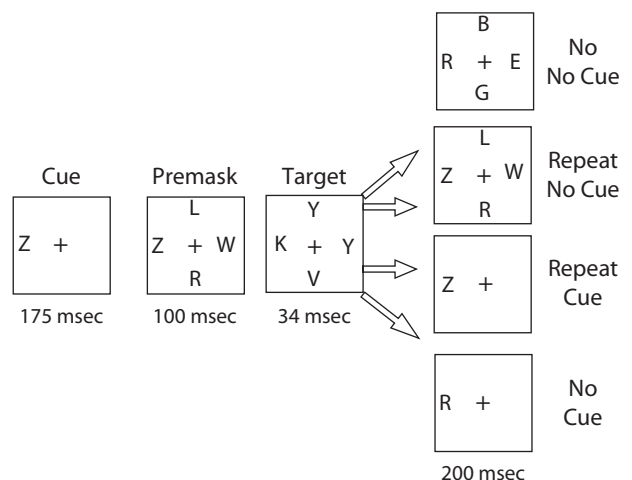 B
R + E
G
No
No Cue
Cue
Z +
175 msec
Premask
L
Z + W
R
100 msec
Target
Y
K + Y
V
34 msec
L
Z + W
R
Repeat
No Cue
Z +
Repeat
Cue
R +
No
Cue
200 msec